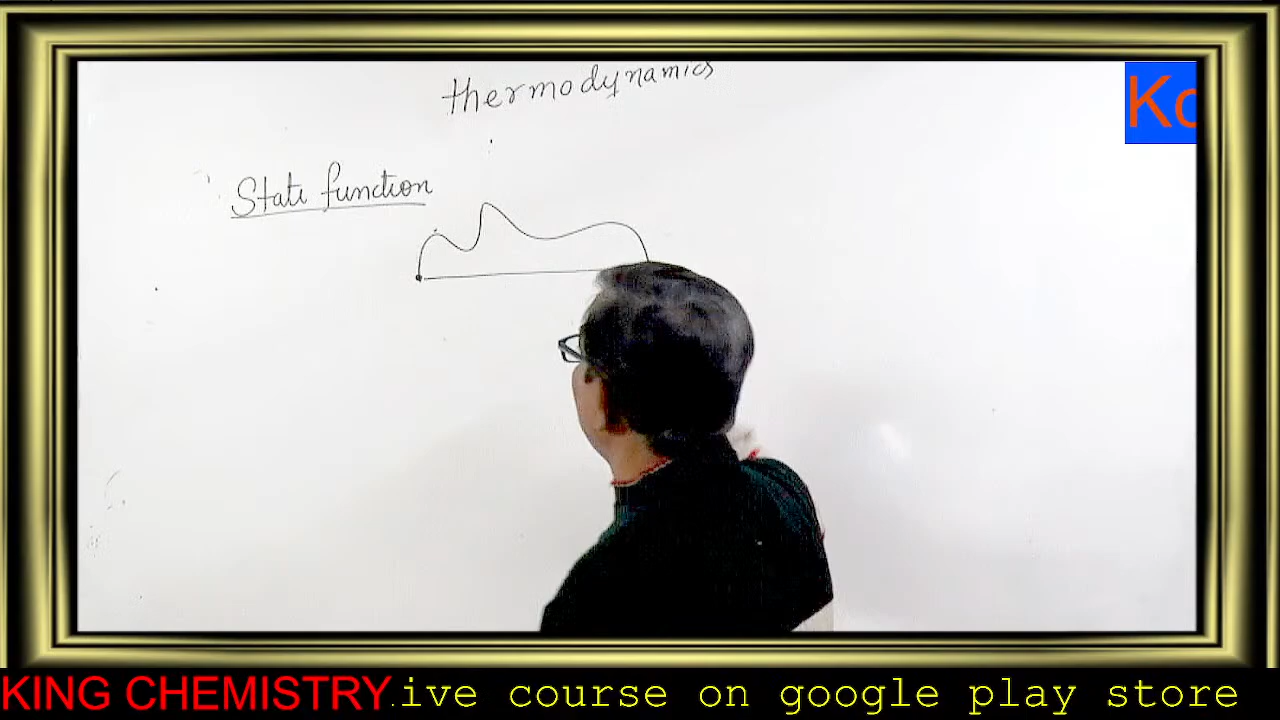 thermodynamics
Kc
State function
KING CHEMISTRY.ive course on google play store